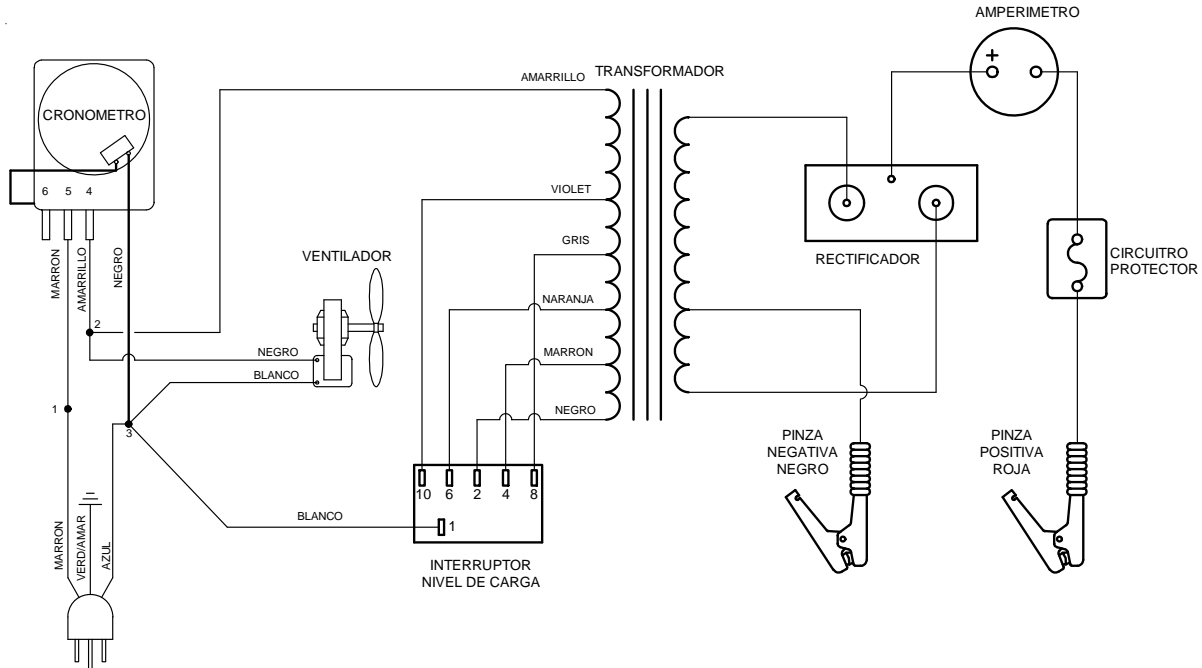 AMPERIMETRO
+
CRONOMETRO
6 5 4
MARRON
AMARRILLO
NEGRO
2
1
3
VENTILADOR
NEGRO
BLANCO
AMARRILLO
TRANSFORMADOR
VIOLET
GRIS
NARANJA
MARRON
NEGRO
RECTIFICADOR
CIRCUITRO
PROTECTOR
10 6 2 4 8
1
BLANCO
INTERRUPTOR
NIVEL DE CARGA
PINZA
NEGATIVA
NEGRO
PINZA
POSITIVA
ROJA
MARRON
VERD/AMAR
AZUL